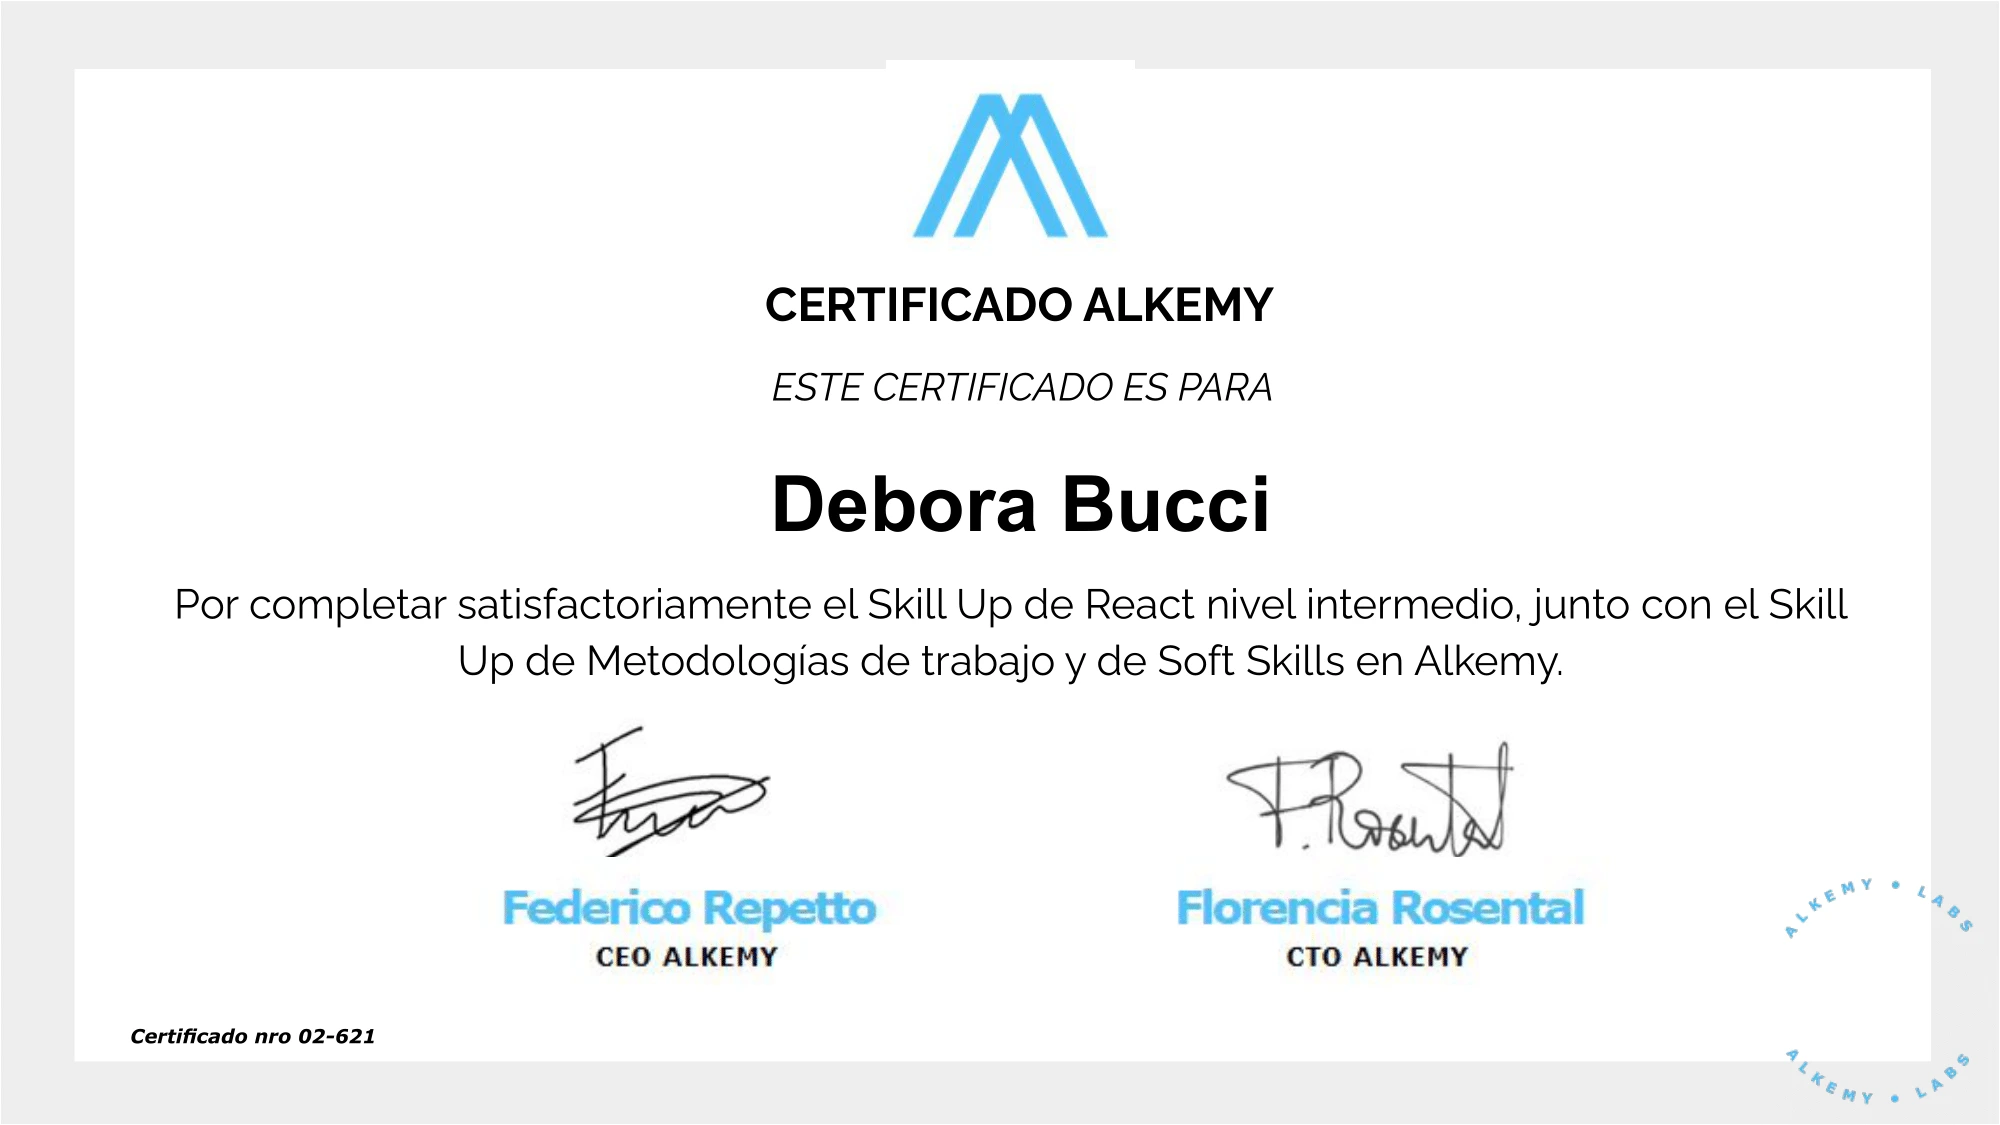 CERTIFICADO ALKEMY
ESTE CERTIFICADO ES PARA
Debora Bucci
Por completar satisfactoriamente el Skill Up de React nivel intermedio, junto con el Skill
Up de Metodologías de trabajo y de Soft Skills en Alkemy.
F. Rosental
Federico Repetto
CEO ALKEMY
Florencia Rosental
CTO ALKEMY
ALKEMY • LABS
ALKEMY • LABS
Certificado nro 02-621